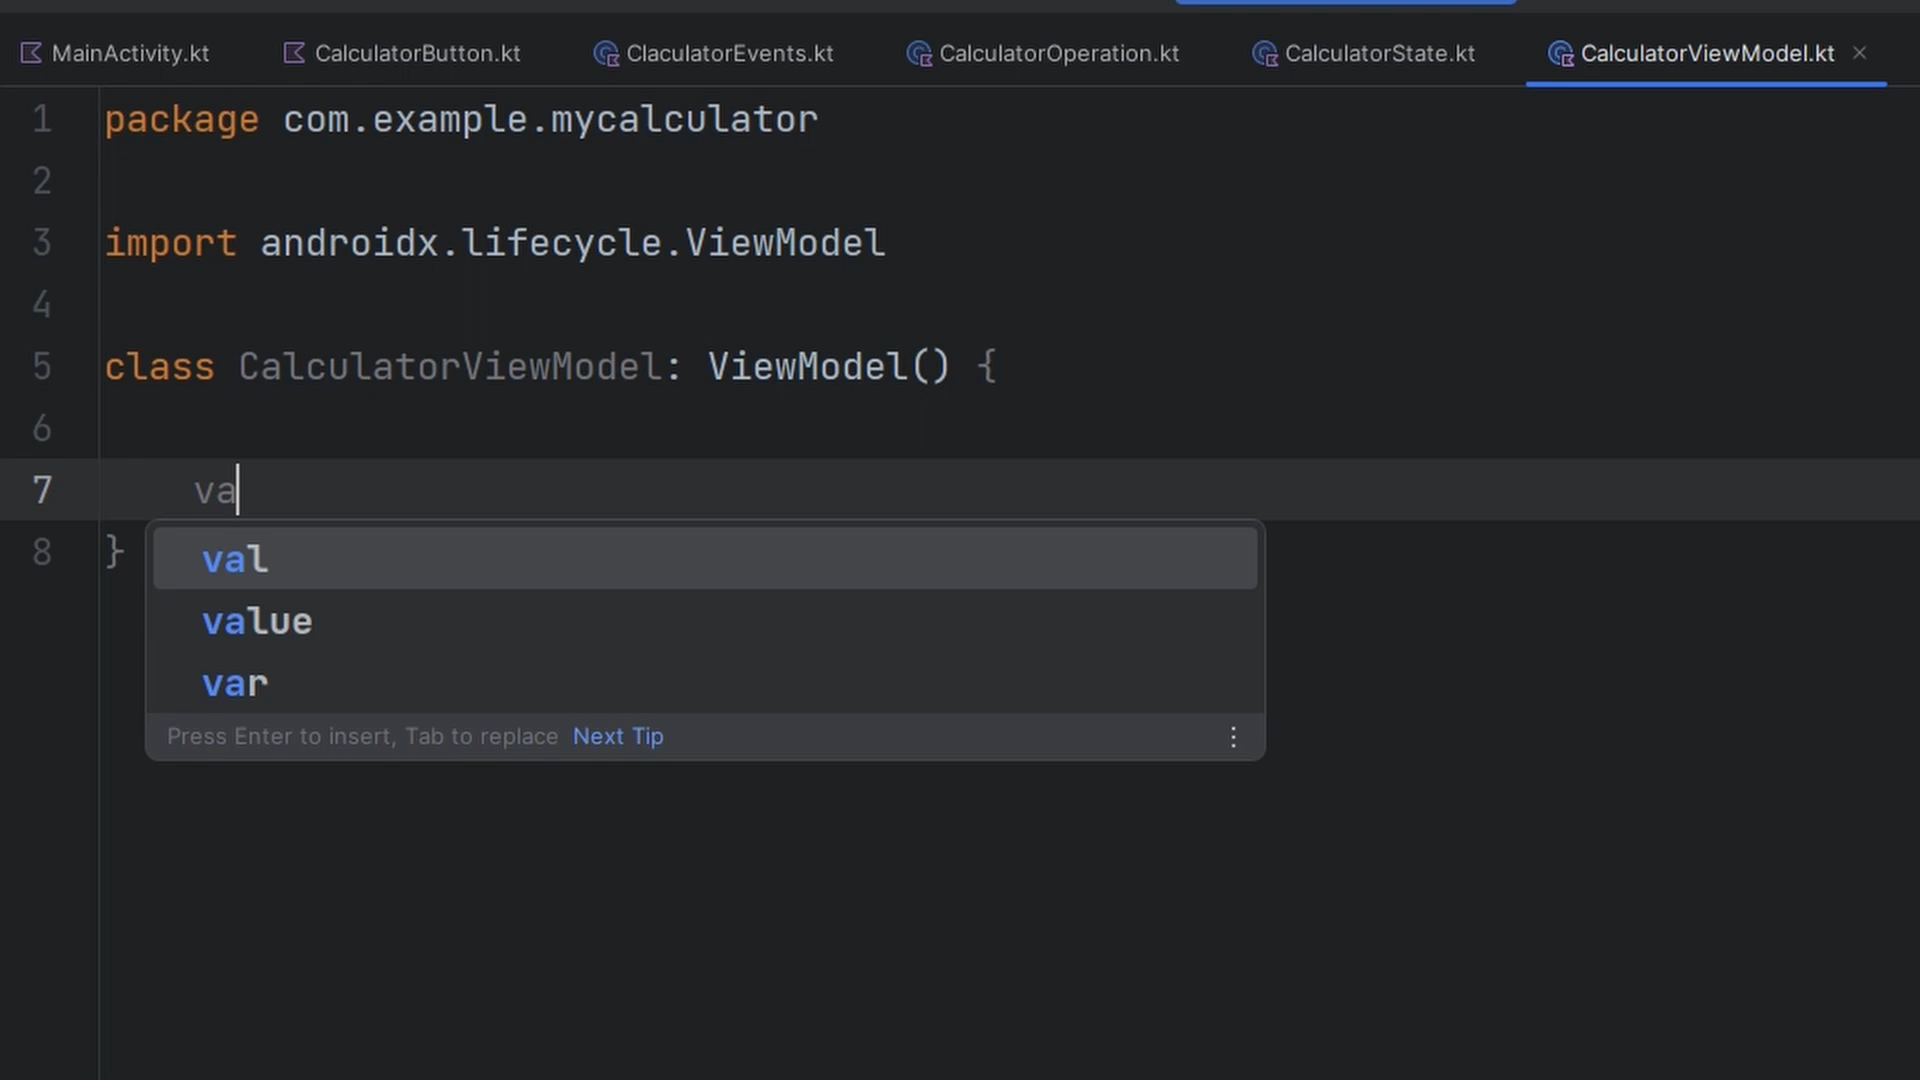 MainActivity.kt CalculatorButton.kt ClaculatorEvents.kt CalculatorOperation.kt CalculatorState.kt CalculatorViewModel.kt
1 package com.example.mycalculator
2
3 import androidx.lifecycle.ViewModel
4
5 class CalculatorViewModel: ViewModel() {
6
7 va
8 }
val
value
var
Press Enter to insert, Tab to replace Next Tip